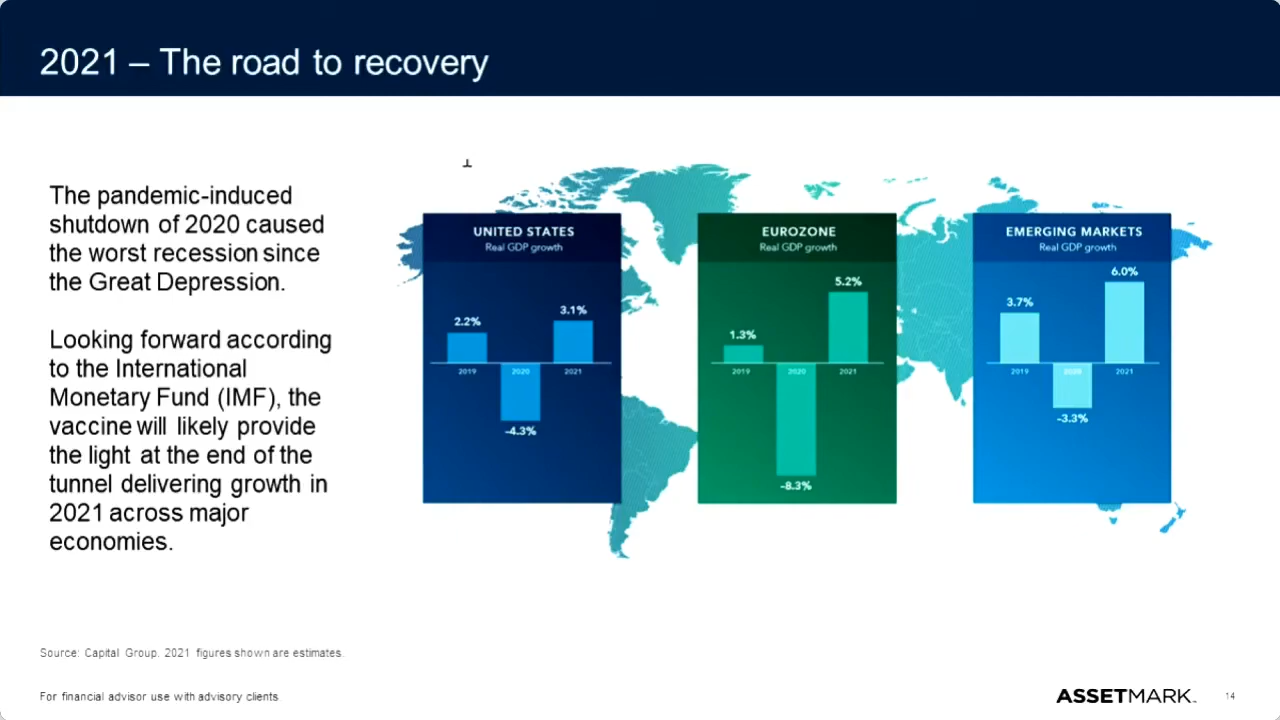 2021 – The road to recovery
The pandemic-induced
shutdown of 2020 caused
the worst recession since
the Great Depression.
Looking forward according
to the International
Monetary Fund (IMF), the
vaccine will likely provide
the light at the end of the
tunnel delivering growth in
2021 across major
economies.
UNITED STATES
Real GDP growth
2.2%
3.1%
2019
2020
2021
-4.3%
EUROZONE
Real GDP growth
1.3%
5.2%
2019
2020
2021
-8.3%
EMERGING MARKETS
Real GDP growth
3.7%
6.0%
2019
2020
2021
-3.3%
Source: Capital Group. 2021 figures shown are estimates.
For financial advisor use with advisory clients.
ASSETMARK™
14